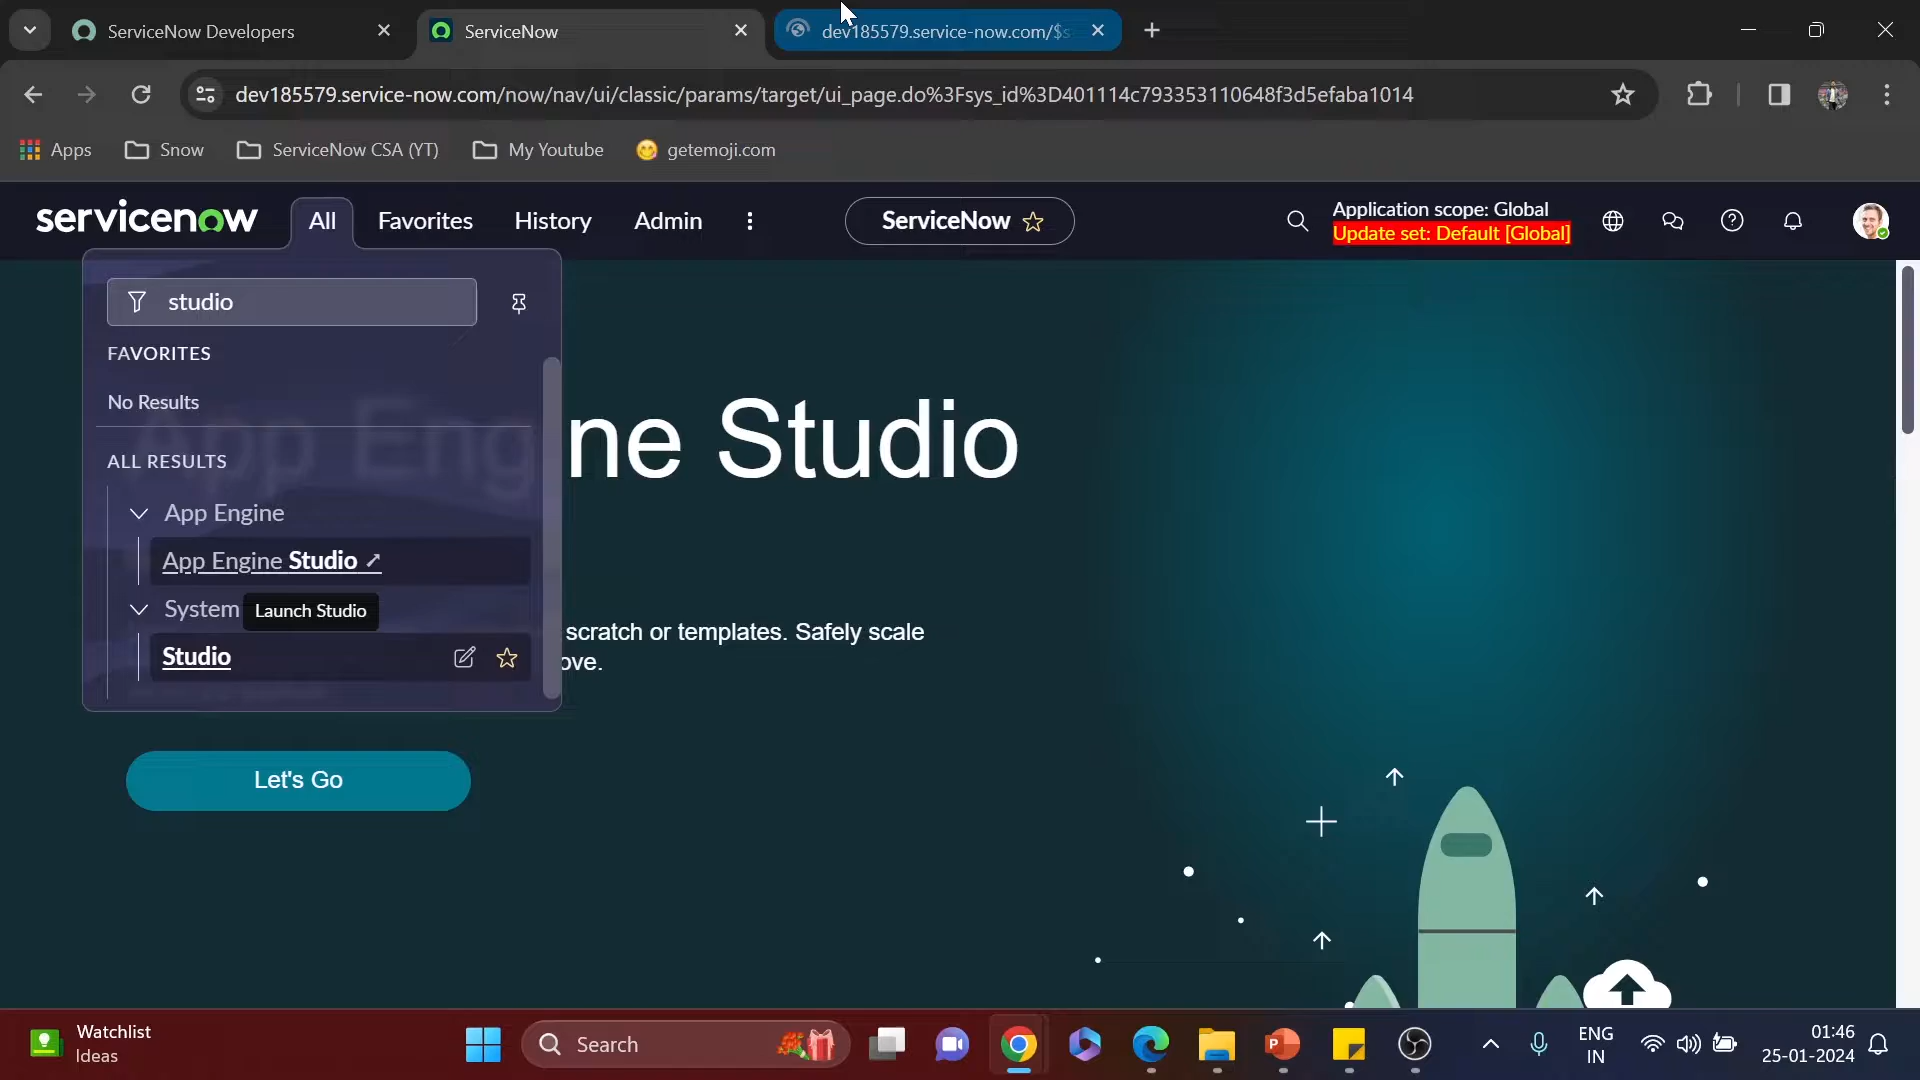 ServiceNow Developers
ServiceNow
dev185579.service-now.com/$s
dev185579.service-now.com/now/nav/ui/classic/params/target/ui_page.do%3Fsys_id%3D401114c793353110648f3d5efaba1014
Apps
Snow
ServiceNow CSA (YT)
My Youtube
getemoji.com
servicenow
All
Favorites
History
Admin
ServiceNow
Application scope: Global
Update set: Default [Global]
studio
FAVORITES
No Results
ALL RESULTS
App Engine Studio
App Engine
App Engine Studio
System
Launch Studio
Studio
scratch or templates. Safely scale
ove.
Let's Go
Watchlist
Ideas
Search
ENG
IN
01:46
25-01-2024